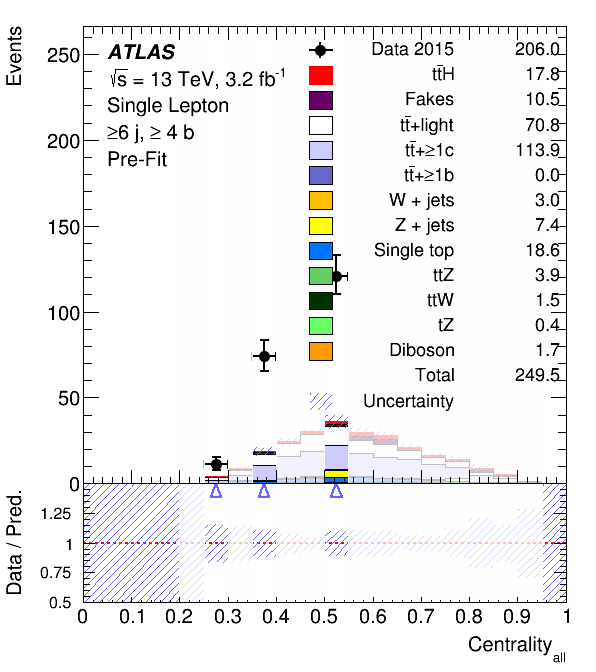 Events
250
200
150
100
50
0
ATLAS
√s = 13 TeV, 3.2 fb-1
Single Lepton
≥6 j, ≥ 4 b
Pre-Fit
Data 2015 206.0
tt̄H 17.8
Fakes 10.5
tt̄+light 70.8
tt̄+≥1c 113.9
tt̄+≥1b 0.0
W + jets 3.0
Z + jets 7.4
Single top 18.6
ttZ 3.9
ttW 1.5
tZ 0.4
Diboson 1.7
Total 249.5
Uncertainty
Data / Pred.
1.25
1
0.75
0.5
0 0.1 0.2 0.3 0.4 0.5 0.6 0.7 0.8 0.9 1
Centrality_all